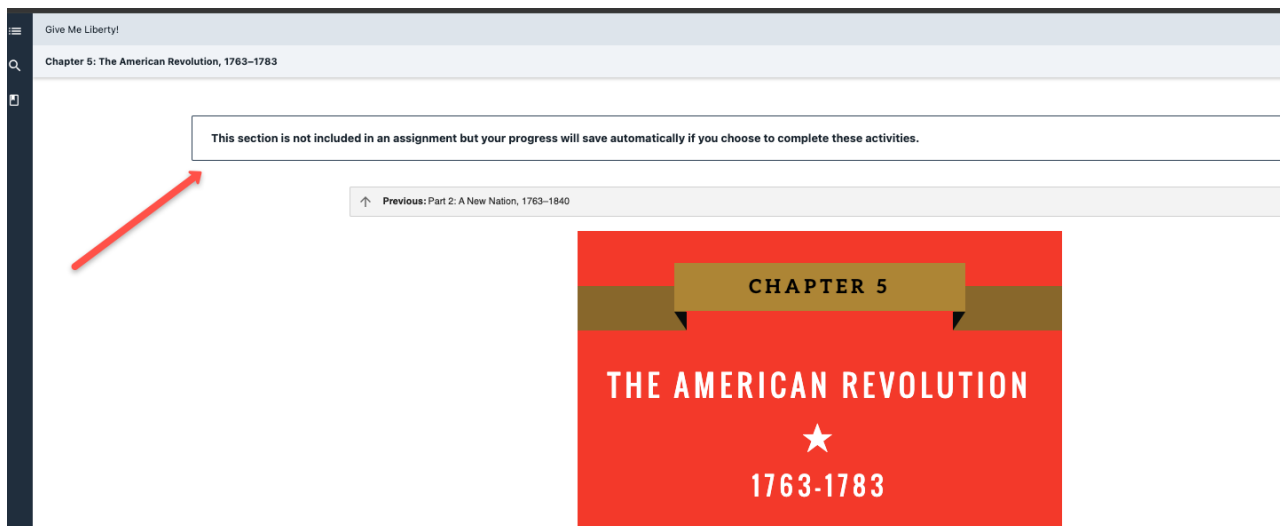 Give Me Liberty!
Chapter 5: The American Revolution, 1763–1783
This section is not included in an assignment but your progress will save automatically if you choose to complete these activities.
Previous: Part 2: A New Nation, 1763–1840
CHAPTER 5
THE AMERICAN REVOLUTION
1763-1783